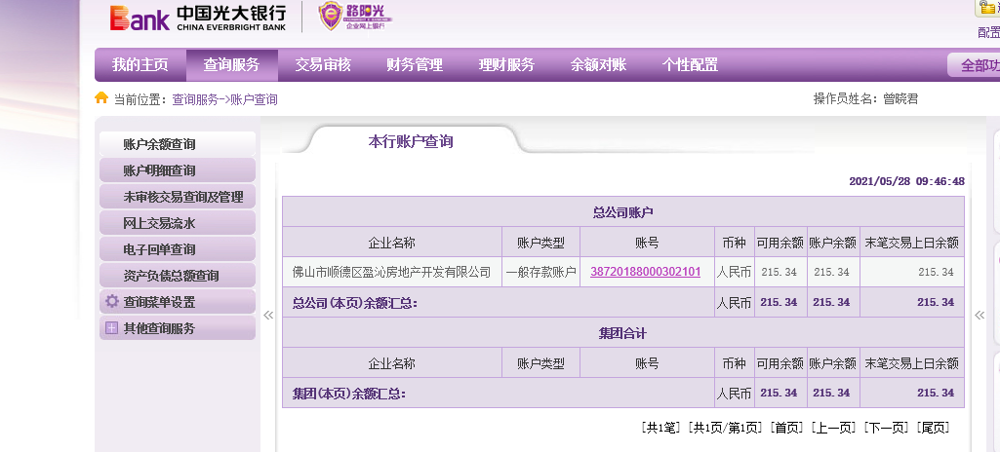 Bank 中国光大银行 CHINA EVERBRIGHT BANK 路阳光 企业网上银行
配置
我的主页 查询服务 交易审核 财务管理 理财服务 余额对账 个性配置 全部功
当前位置：查询服务->账户查询 操作员姓名：曾晓君
本行账户查询
账户余额查询
账户明细查询
未审核交易查询及管理
网上交易流水
电子回单查询
资产负债总额查询
查询菜单设置
其他查询服务
2021/05/28 09:46:48
总公司账户
企业名称 账户类型 账号 币种 可用余额 账户余额 末笔交易上日余额
佛山市顺德区盈沁房地产开发有限公司 一般存款账户 38720188000302101 人民币 215.34 215.34 215.34
总公司(本页)余额汇总: 人民币 215.34 215.34 215.34
集团合计
企业名称 账户类型 账号 币种 可用余额 账户余额 末笔交易上日余额
集团(本页)余额汇总: 人民币 215.34 215.34 215.34
[共1笔] [共1页/第1页] [首页] [上一页] [下一页] [尾页]